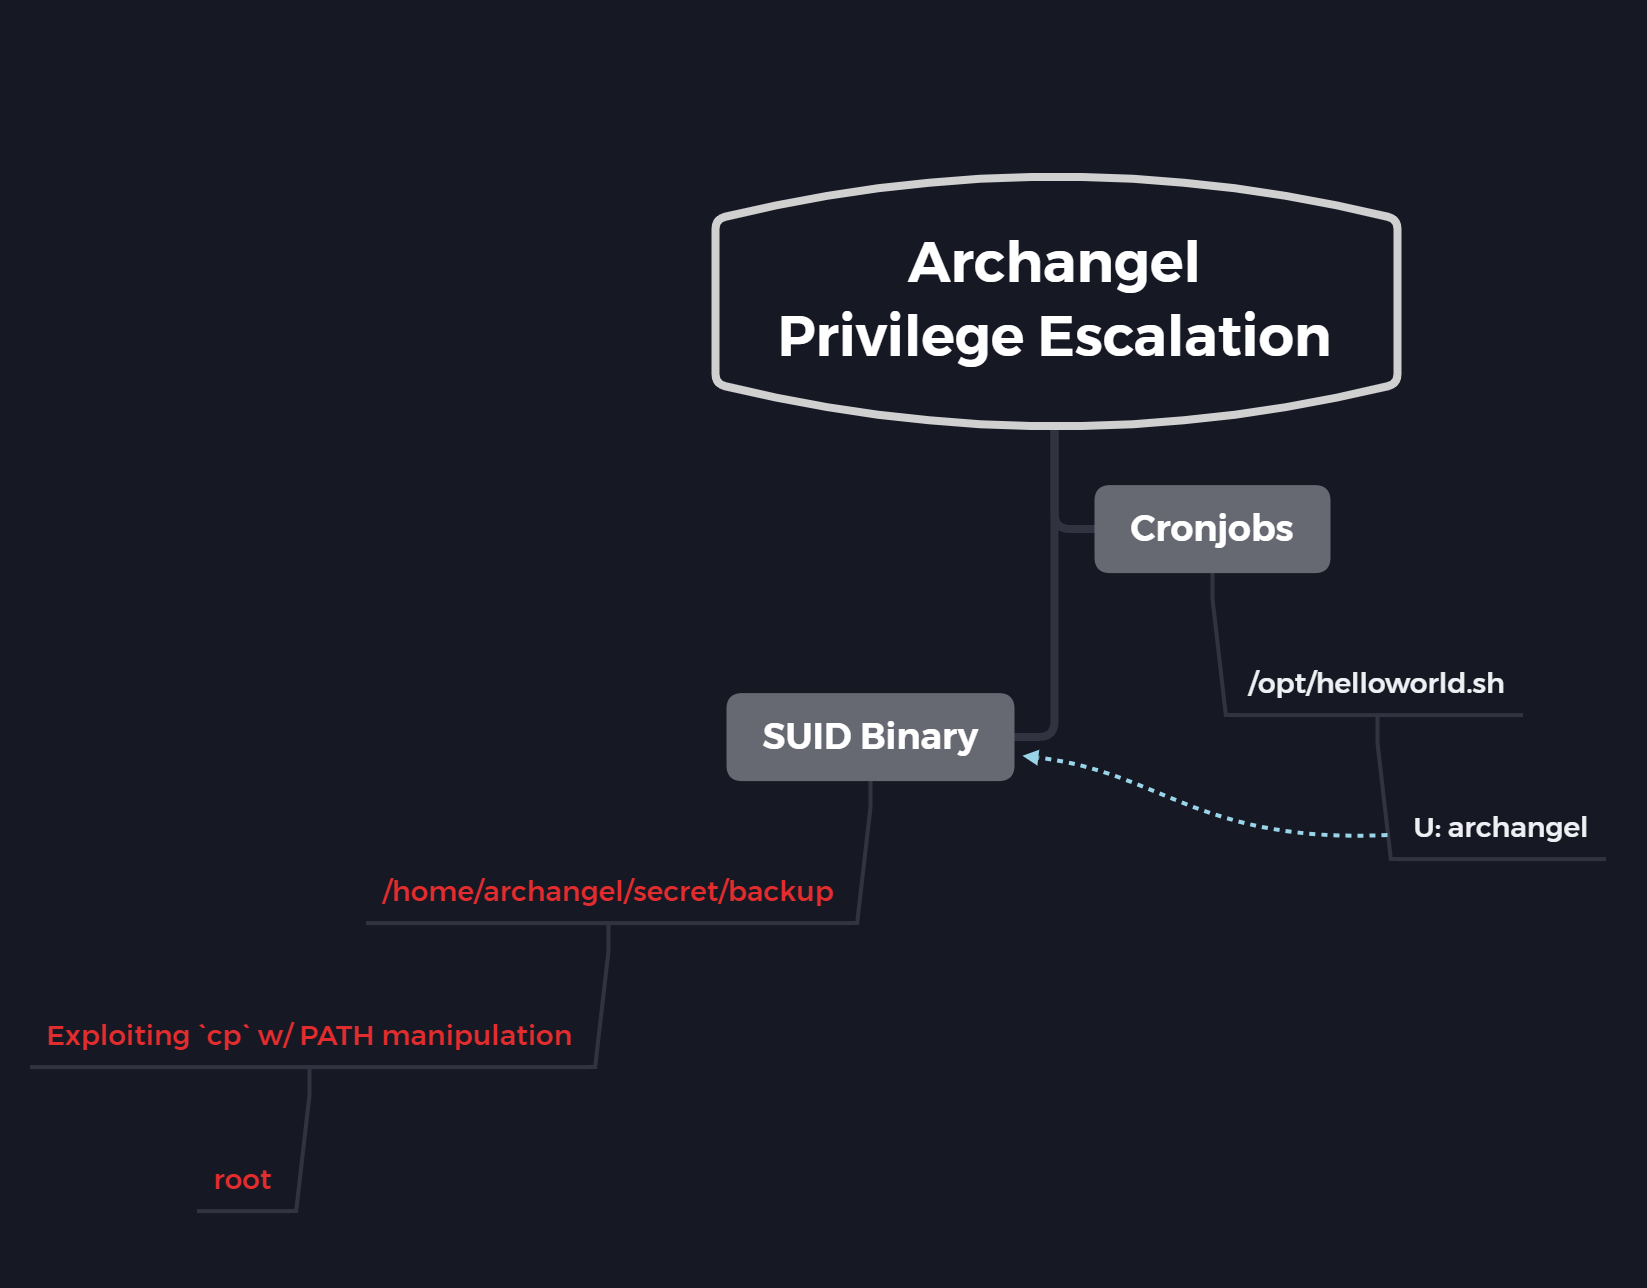 Archangel
Privilege Escalation
Cronjobs
/opt/helloworld.sh
SUID Binary
U: archangel
/home/archangel/secret/backup
Exploiting `cp` w/ PATH manipulation
root